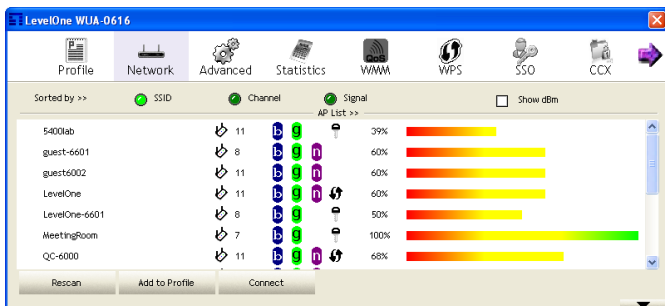 LevelOne WUA-0616
Profile Network Advanced Statistics QoS WMM WPS SSO CCX
Sorted by >> SSID Channel Signal Show dBm
AP List >>
5400lab 11 b g 39%
guest-6601 8 b g n 60%
guest6002 11 b g n 60%
LevelOne 11 b g n 60%
LevelOne-6601 8 b g 50%
MeetingRoom 7 b g 100%
QC-6000 11 b g n 68%
Rescan Add to Profile Connect